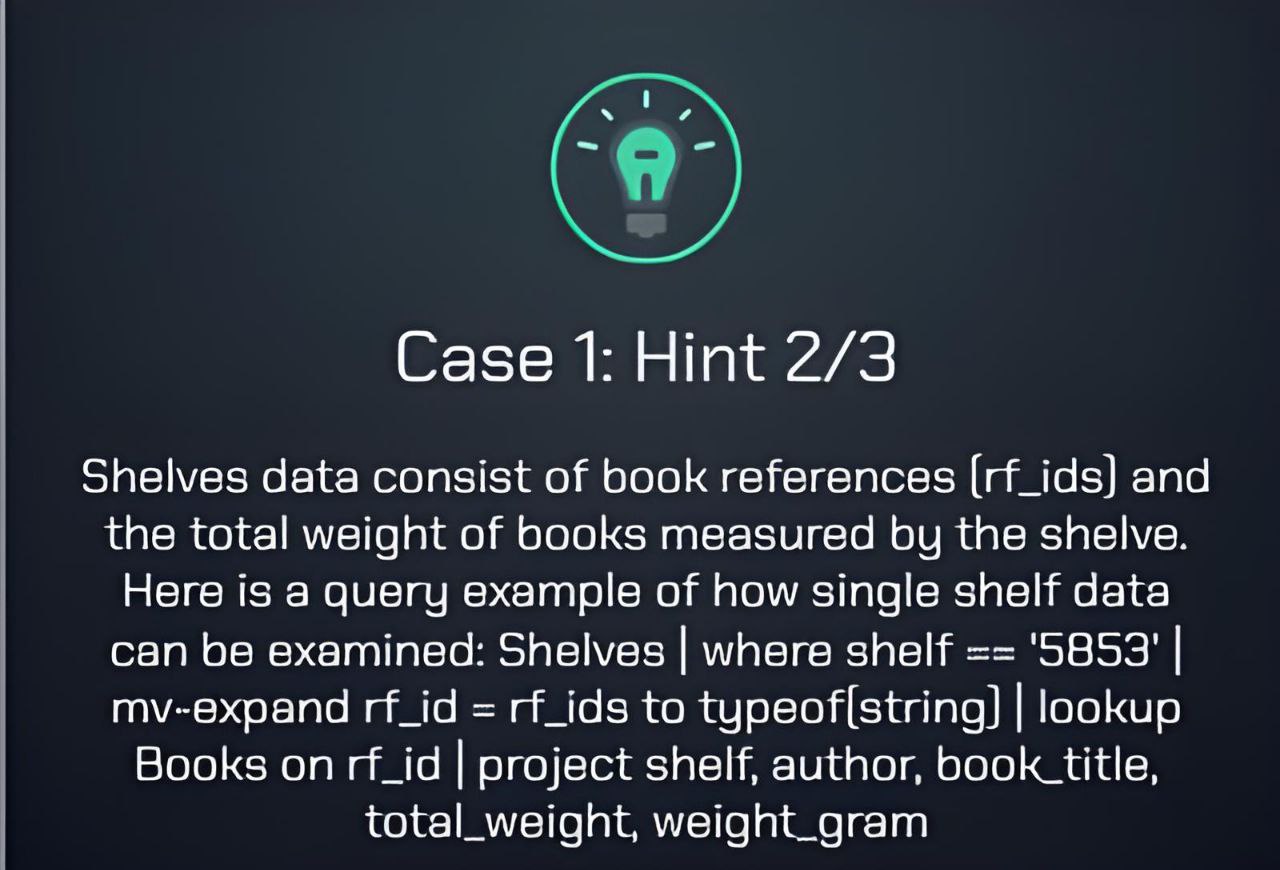 Case 1: Hint 2/3
Shelves data consist of book references (rf_ids) and
the total weight of books measured by the shelve.
Here is a query example of how single shelf data
can be examined: Shelves | where shelf == '5853' |
mv-expand rf_id = rf_ids to typeof(string) | lookup
Books on rf_id | project shelf, author, book_title,
total_weight, weight_gram